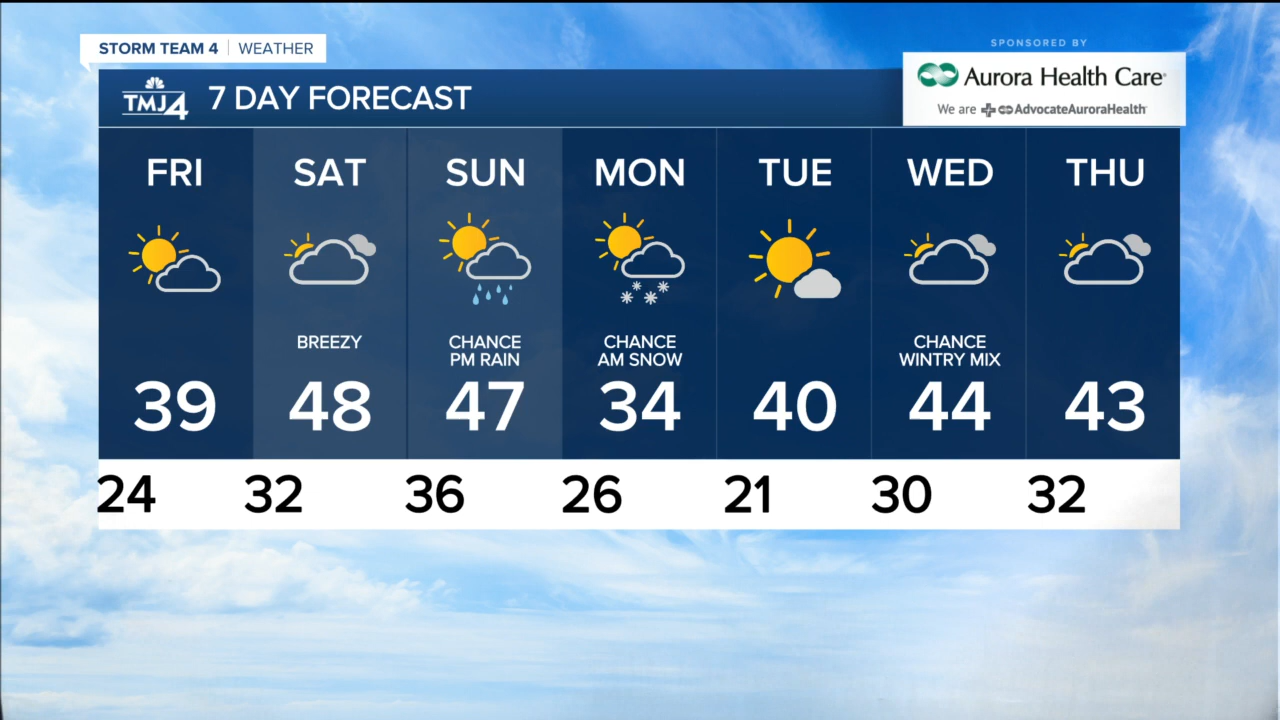 STORM TEAM 4 | WEATHER
SPONSORED BY
Aurora Health Care®
We are AdvocateAuroraHealth™
TMJ4
7 DAY FORECAST
FRI SAT SUN MON TUE WED THU
BREEZY
CHANCE
PM RAIN
CHANCE
AM SNOW
CHANCE
WINTRY MIX
39 48 47 34 40 44 43
24 32 36 26 21 30 32